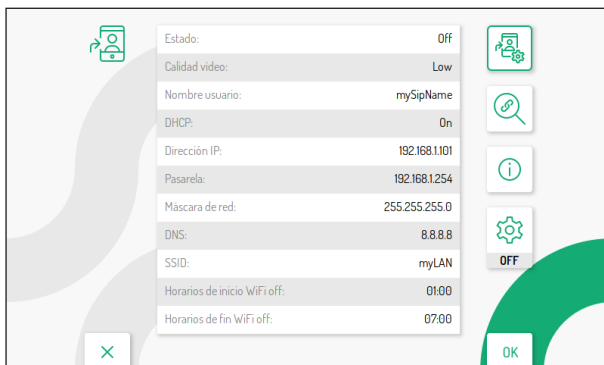 Estado: Off
Calidad video: Low
Nombre usuario: mySipName
DHCP: On
Dirección IP: 192.168.1.101
Pasarela: 192.168.1.254
Máscara de red: 255.255.255.0
DNS: 8.8.8.8
SSID: myLAN
Horarios de inicio WiFi off: 01:00
Horarios de fin WiFi off: 07:00
OFF
OK